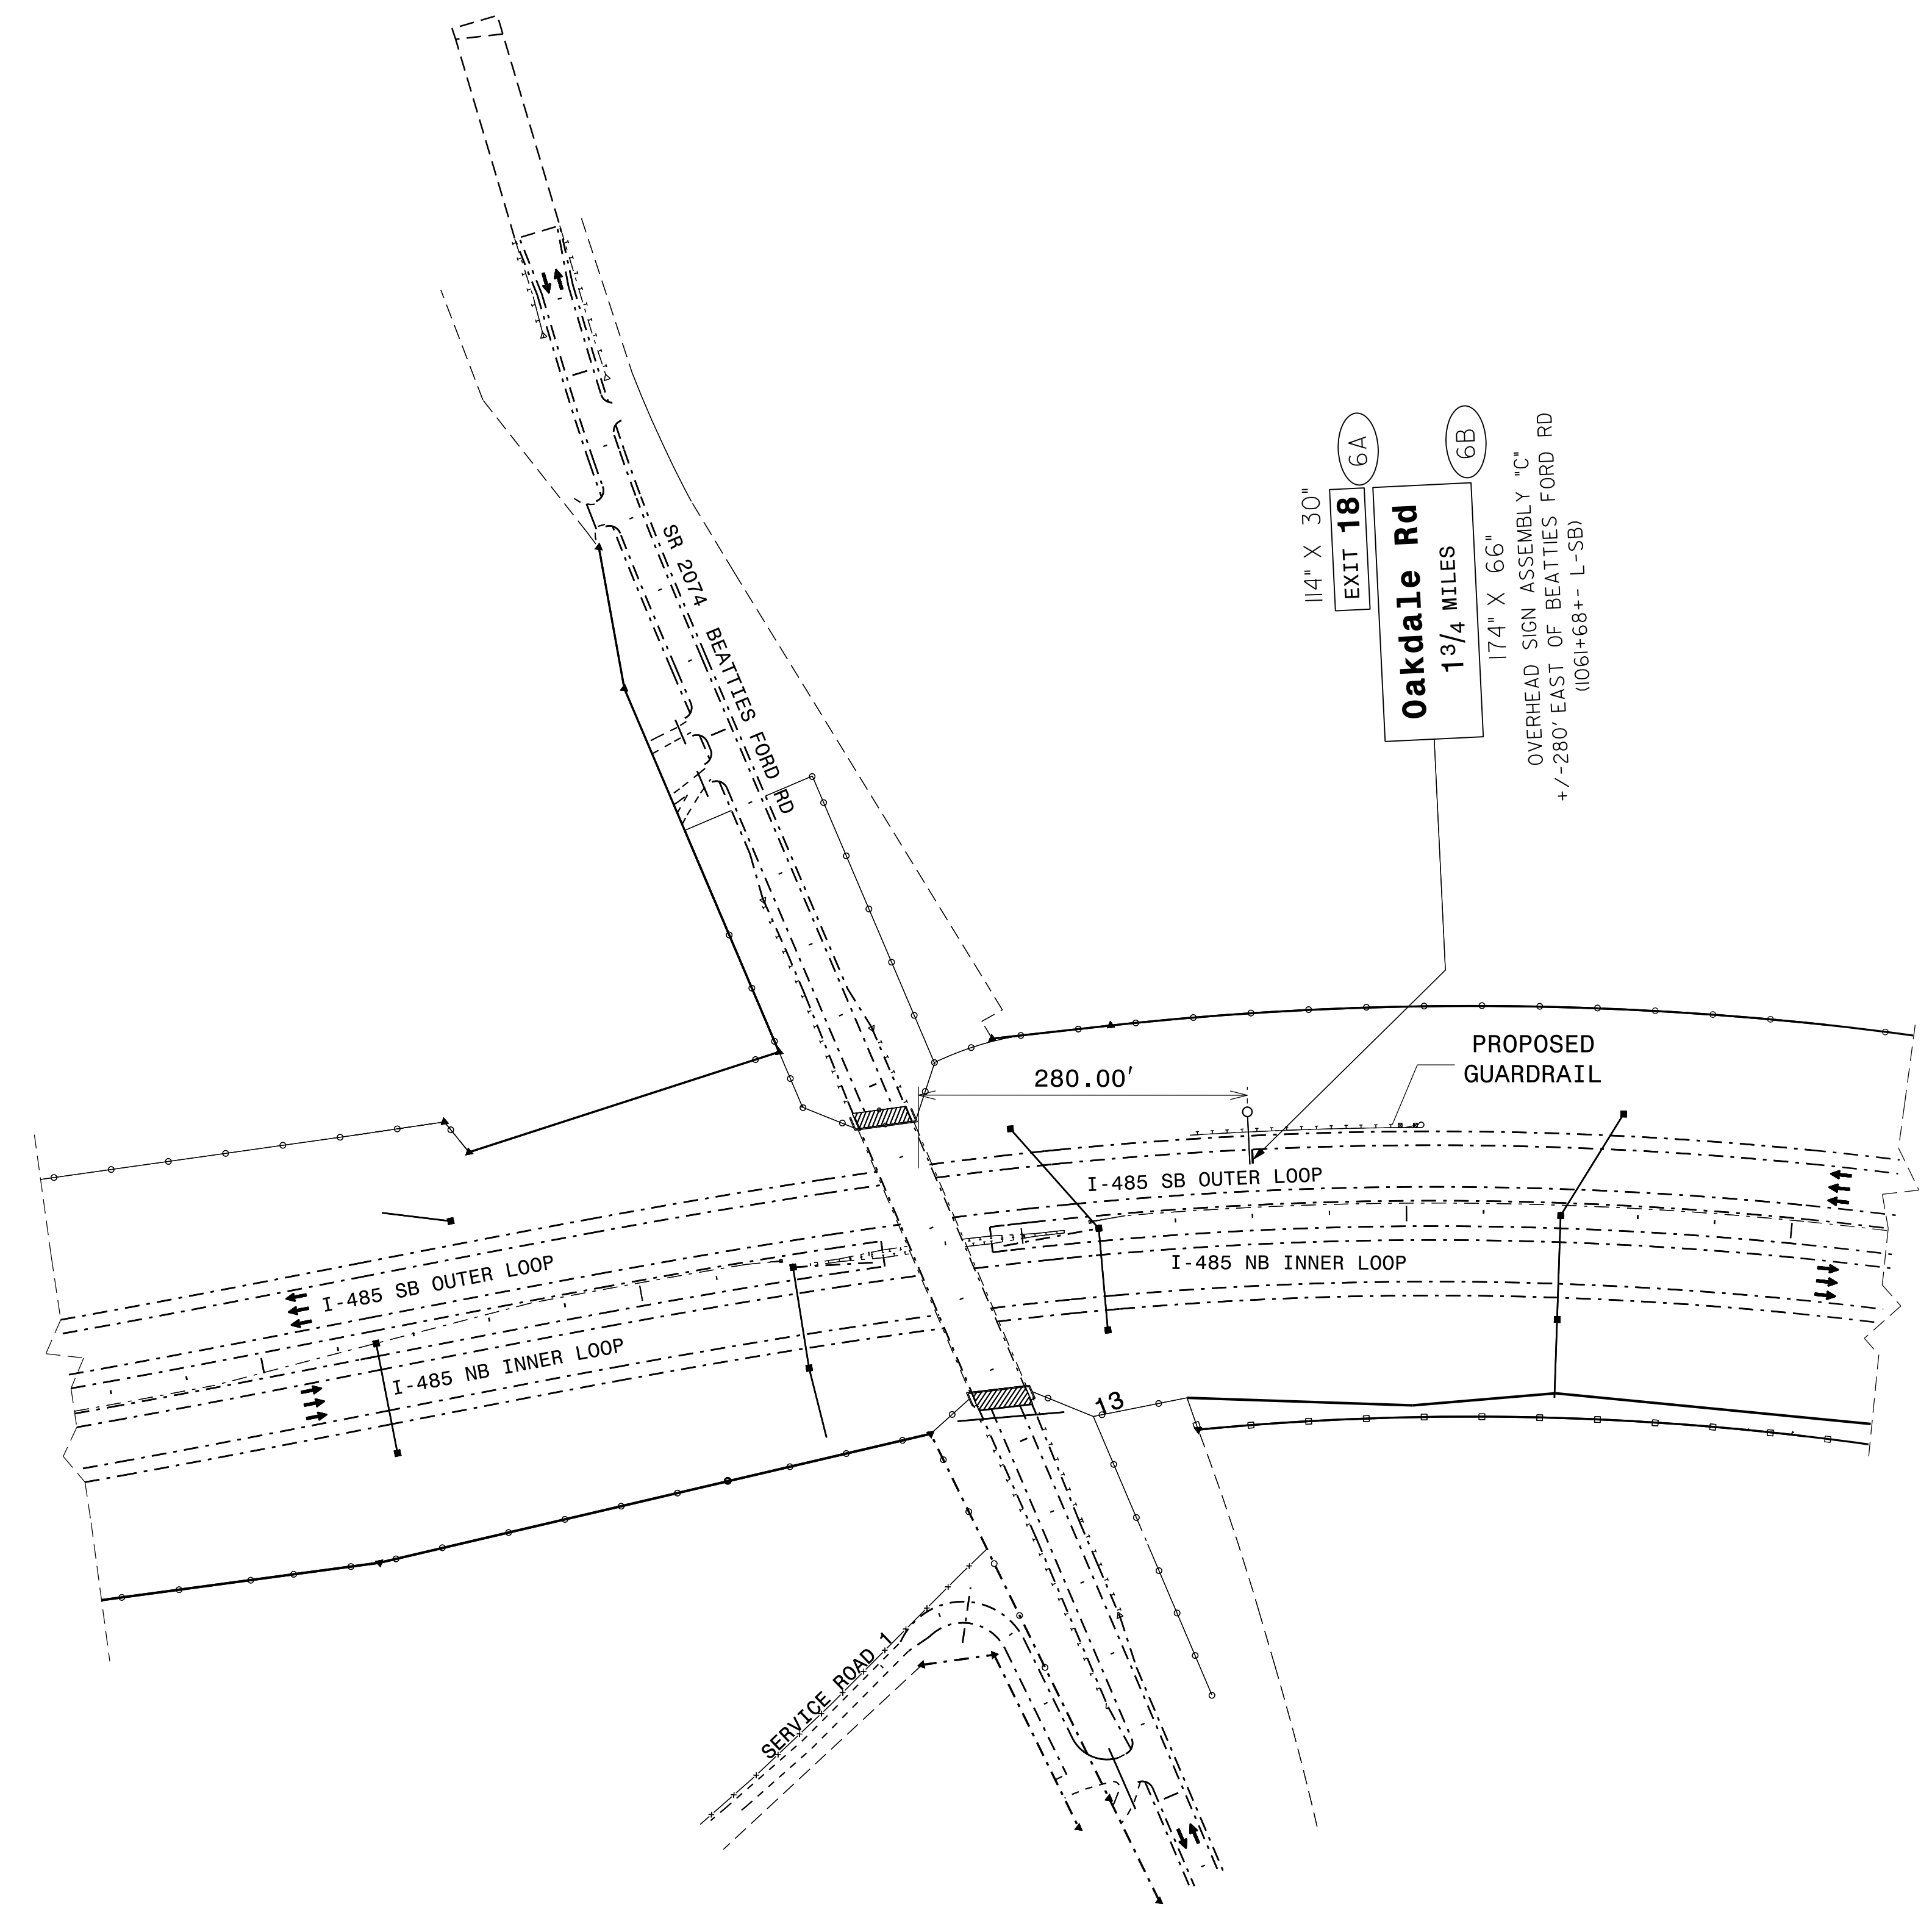 SR 2074 BEATTIES FORD RD
114" X 30"
6A
EXIT 18
6B
Oakdale Rd
1 3/4 MILES
174" X 66"
OVERHEAD SIGN ASSEMBLY "C"
+/-280' EAST OF BEATTIES FORD RD
(1061+68+- L-SB)
PROPOSED
GUARDRAIL
280.00'
I-485 SB OUTER LOOP
I-485 NB INNER LOOP
I-485 SB OUTER LOOP
I-485 NB INNER LOOP
13
SERVICE ROAD 1